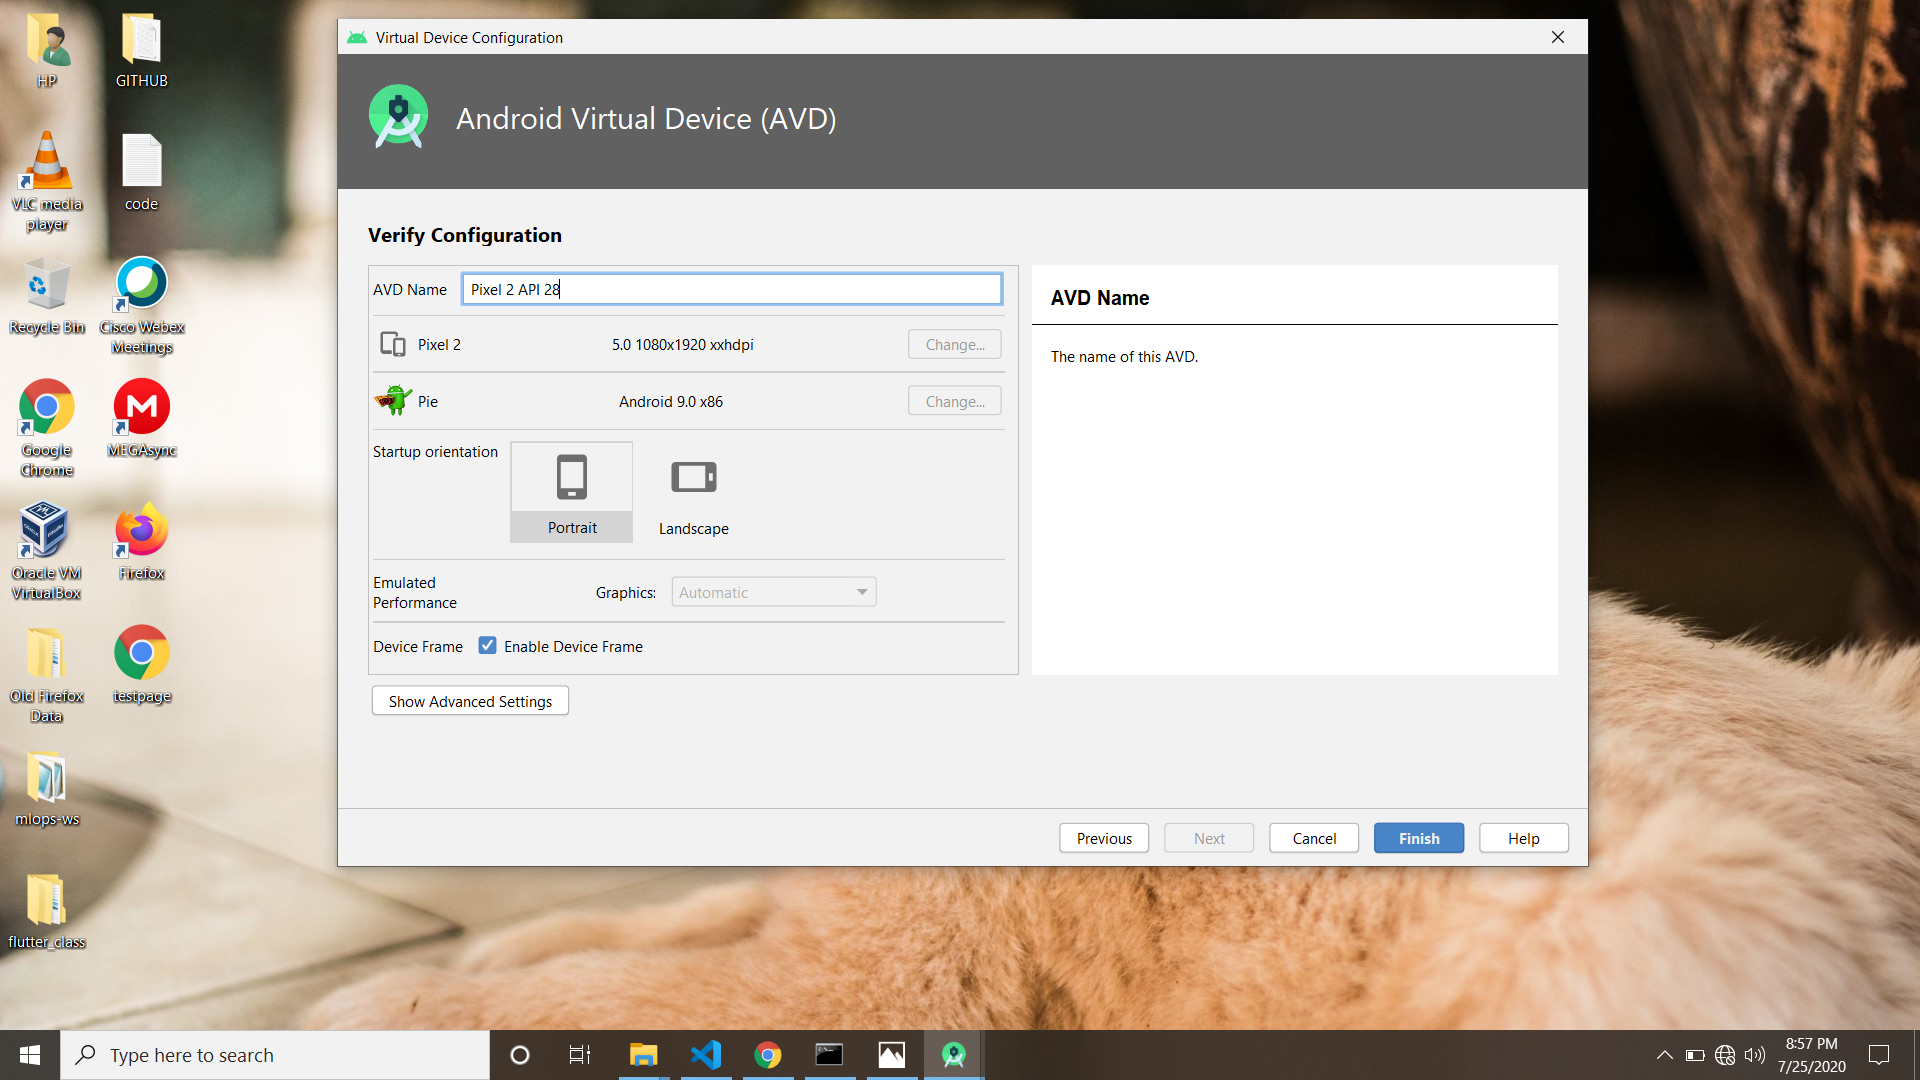 HP
GITHUB
VLC media
player
code
Recycle Bin
Cisco Webex
Meetings
Google
Chrome
MEGAsync
Oracle VM
VirtualBox
Firefox
Old Firefox
Data
testpage
mlops-ws
flutter_class
Virtual Device Configuration
Android Virtual Device (AVD)
Verify Configuration
AVD Name Pixel 2 API 28
Pixel 2 5.0 1080x1920 xxhdpi Change...
Pie Android 9.0 x86 Change...
Startup orientation
Portrait
Landscape
Emulated
Performance
Graphics: Automatic
Device Frame Enable Device Frame
Show Advanced Settings
AVD Name
The name of this AVD.
Previous Next Cancel Finish Help
Type here to search
8:57 PM
7/25/2020